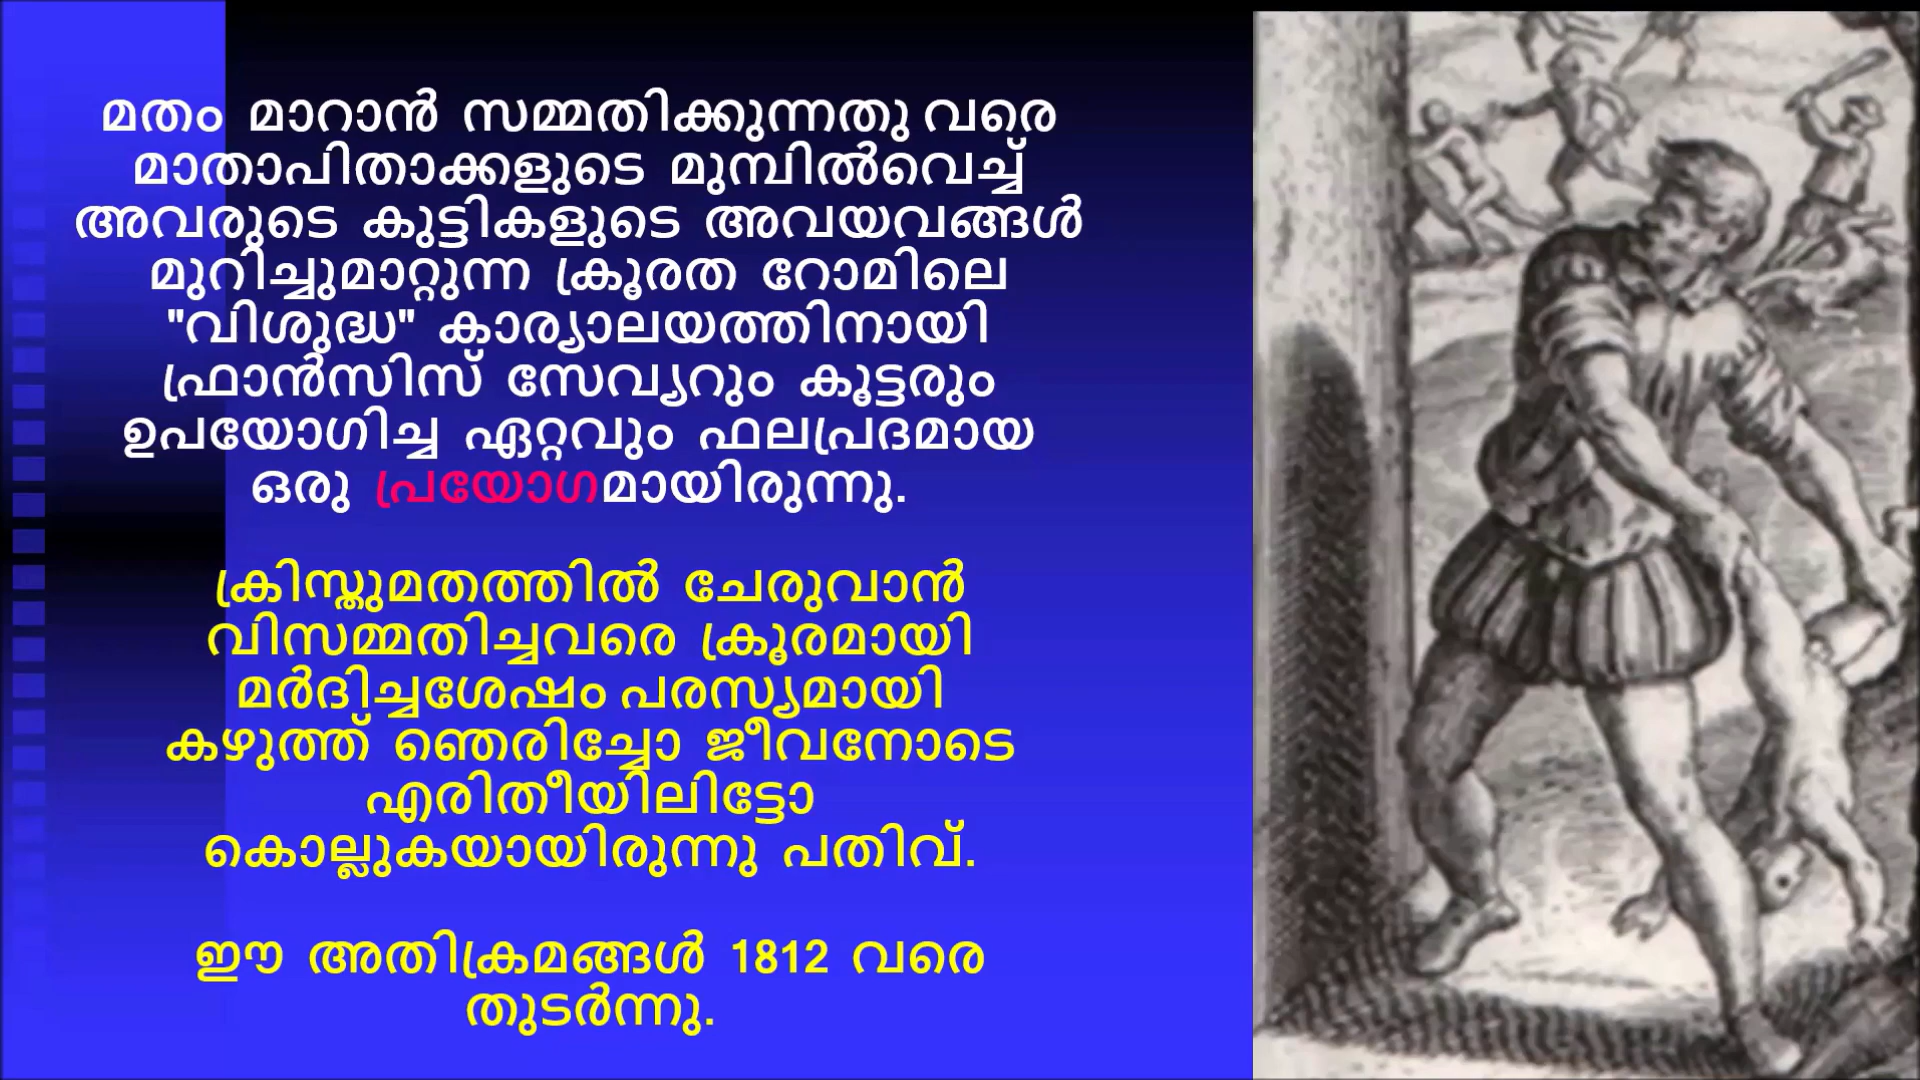 മതം മാറാൻ സമ്മതിക്കുന്നതു വരെ
മാതാപിതാക്കളുടെ മുമ്പിൽവെച്ച്
അവരുടെ കുട്ടികളുടെ അവയവങ്ങൾ
മുറിച്ചുമാറ്റുന്ന ക്രൂരത റോമിലെ
"വിശുദ്ധ" കാര്യാലയത്തിനായി
ഫ്രാൻസിസ് സേവ്യറും കൂട്ടരും
ഉപയോഗിച്ച ഏറ്റവും ഫലപ്രദമായ
ഒരു പ്രയോഗമായിരുന്നു.
ക്രിസ്തുമതത്തിൽ ചേരുവാൻ
വിസമ്മതിച്ചവരെ ക്രൂരമായി
മർദിച്ചശേഷം പരസ്യമായി
കഴുത്ത് ഞെരിച്ചോ ജീവനോടെ
എരിതീയിലിട്ടോ
കൊല്ലുകയായിരുന്നു പതിവ്.
ഈ അതിക്രമങ്ങൾ 1812 വരെ
തുടർന്നു.